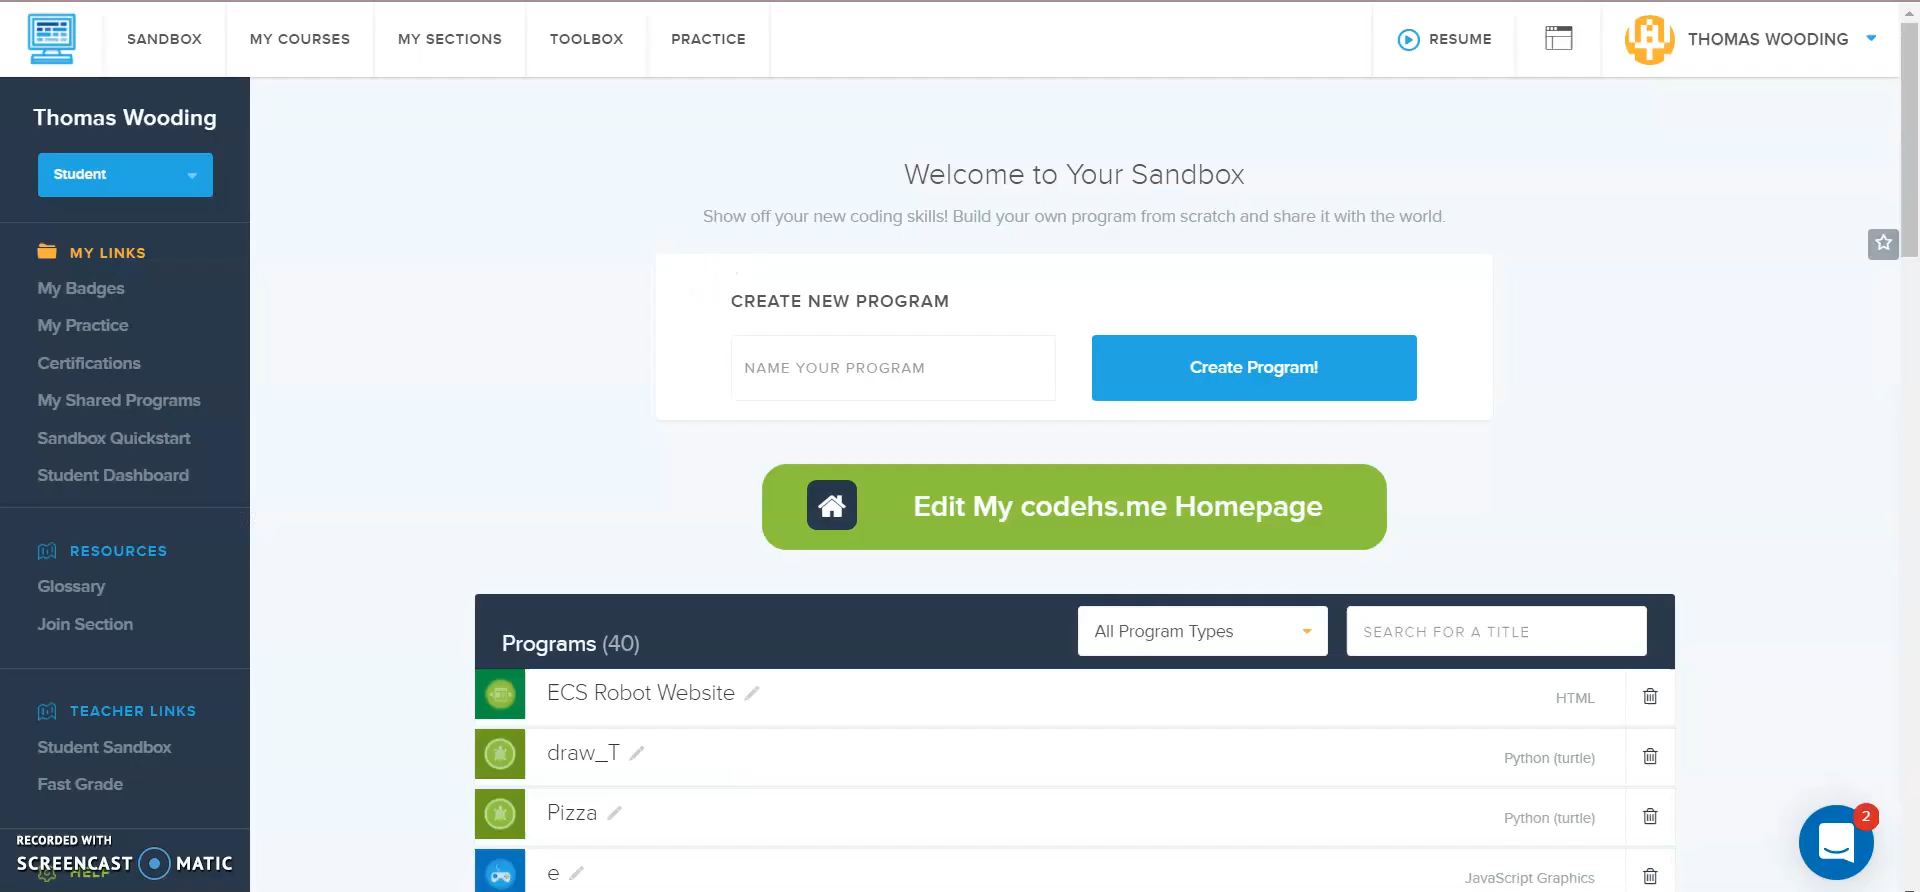 SANDBOX
MY COURSES
MY SECTIONS
TOOLBOX
PRACTICE
RESUME
THOMAS WOODING
Thomas Wooding
Student
MY LINKS
My Badges
My Practice
Certifications
My Shared Programs
Sandbox Quickstart
Student Dashboard
RESOURCES
Glossary
Join Section
TEACHER LINKS
Student Sandbox
Fast Grade
HELP
RECORDED WITH
SCREENCAST MATIC
Welcome to Your Sandbox
Show off your new coding skills! Build your own program from scratch and share it with the world.
CREATE NEW PROGRAM
NAME YOUR PROGRAM
Create Program!
Edit My codehs.me Homepage
Programs (40)
All Program Types
SEARCH FOR A TITLE
ECS Robot Website
HTML
draw_T
Python (turtle)
Pizza
Python (turtle)
e
JavaScript Graphics
2